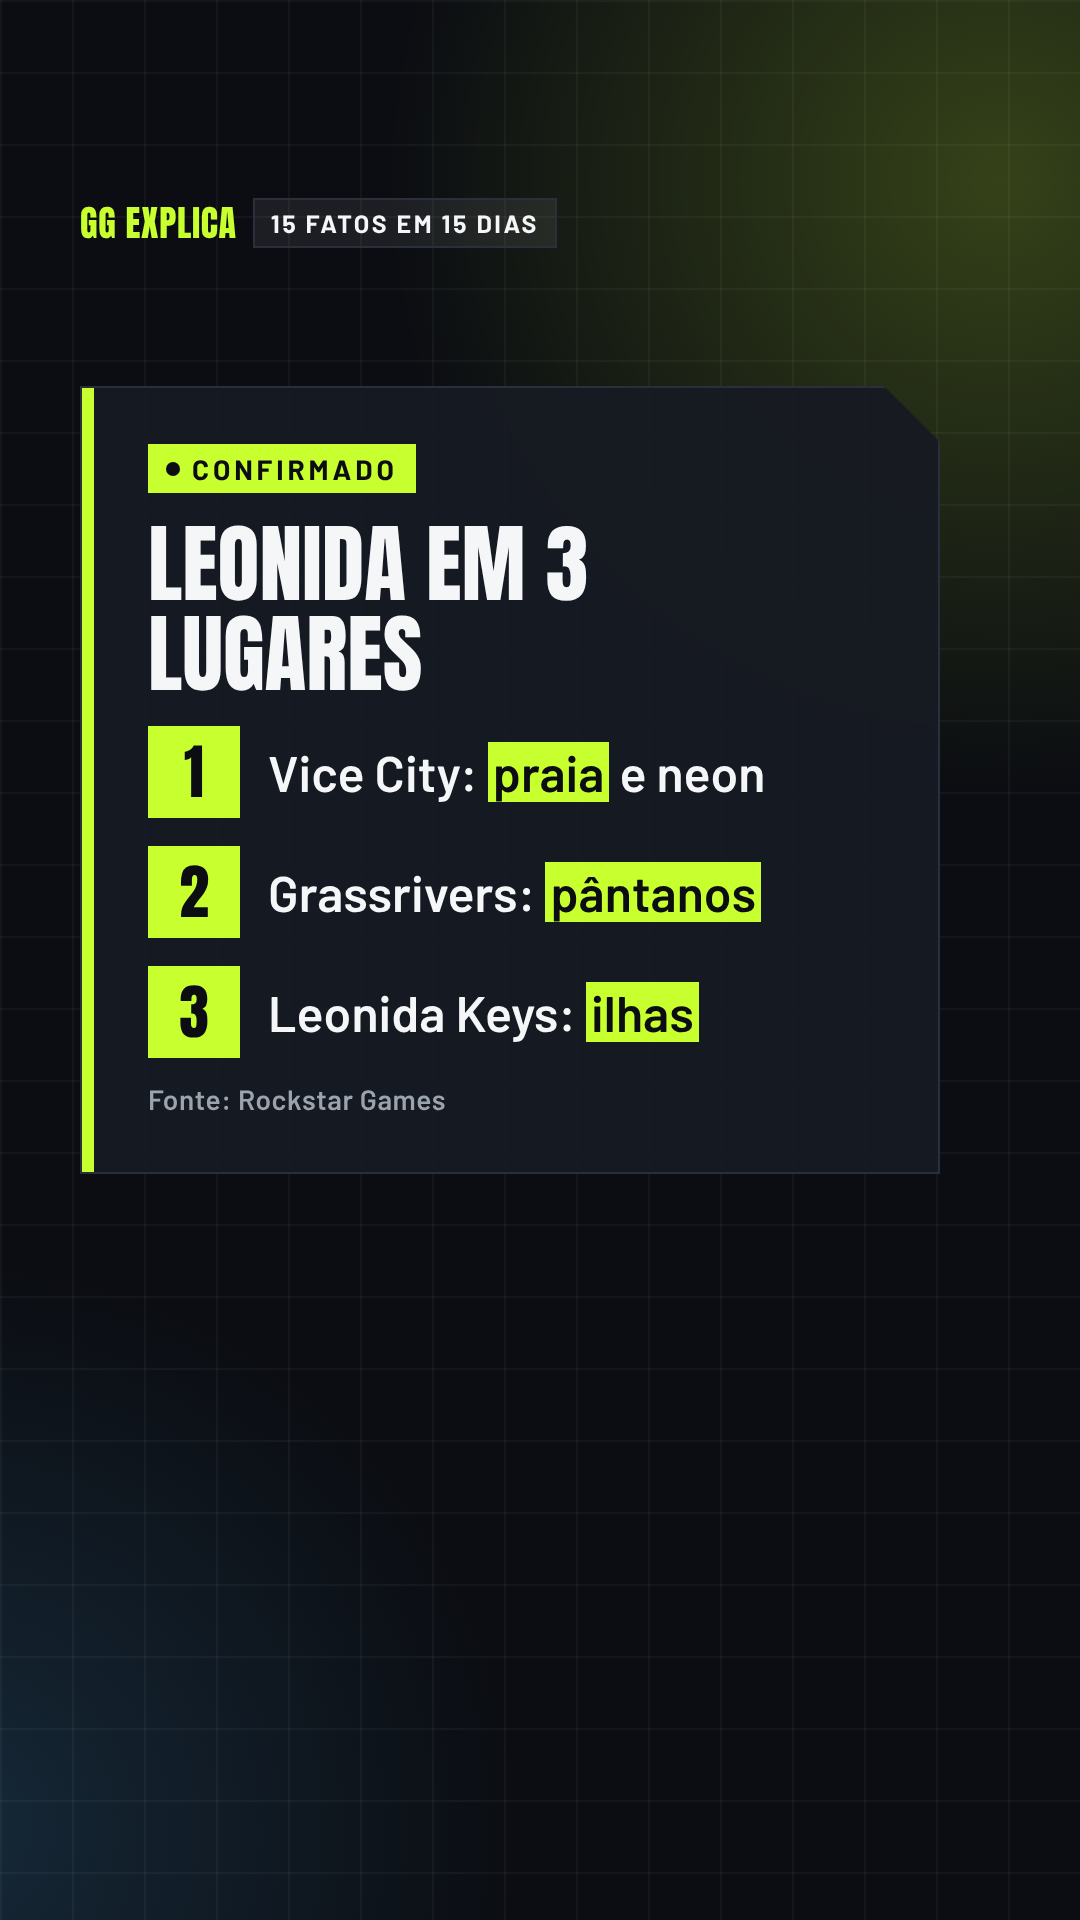 GG EXPLICA
15 FATOS EM 15 DIAS
CONFIRMADO
LEONIDA EM 3
LUGARES
1 Vice City: praia e neon
2 Grassrivers: pântanos
3 Leonida Keys: ilhas
Fonte: Rockstar Games